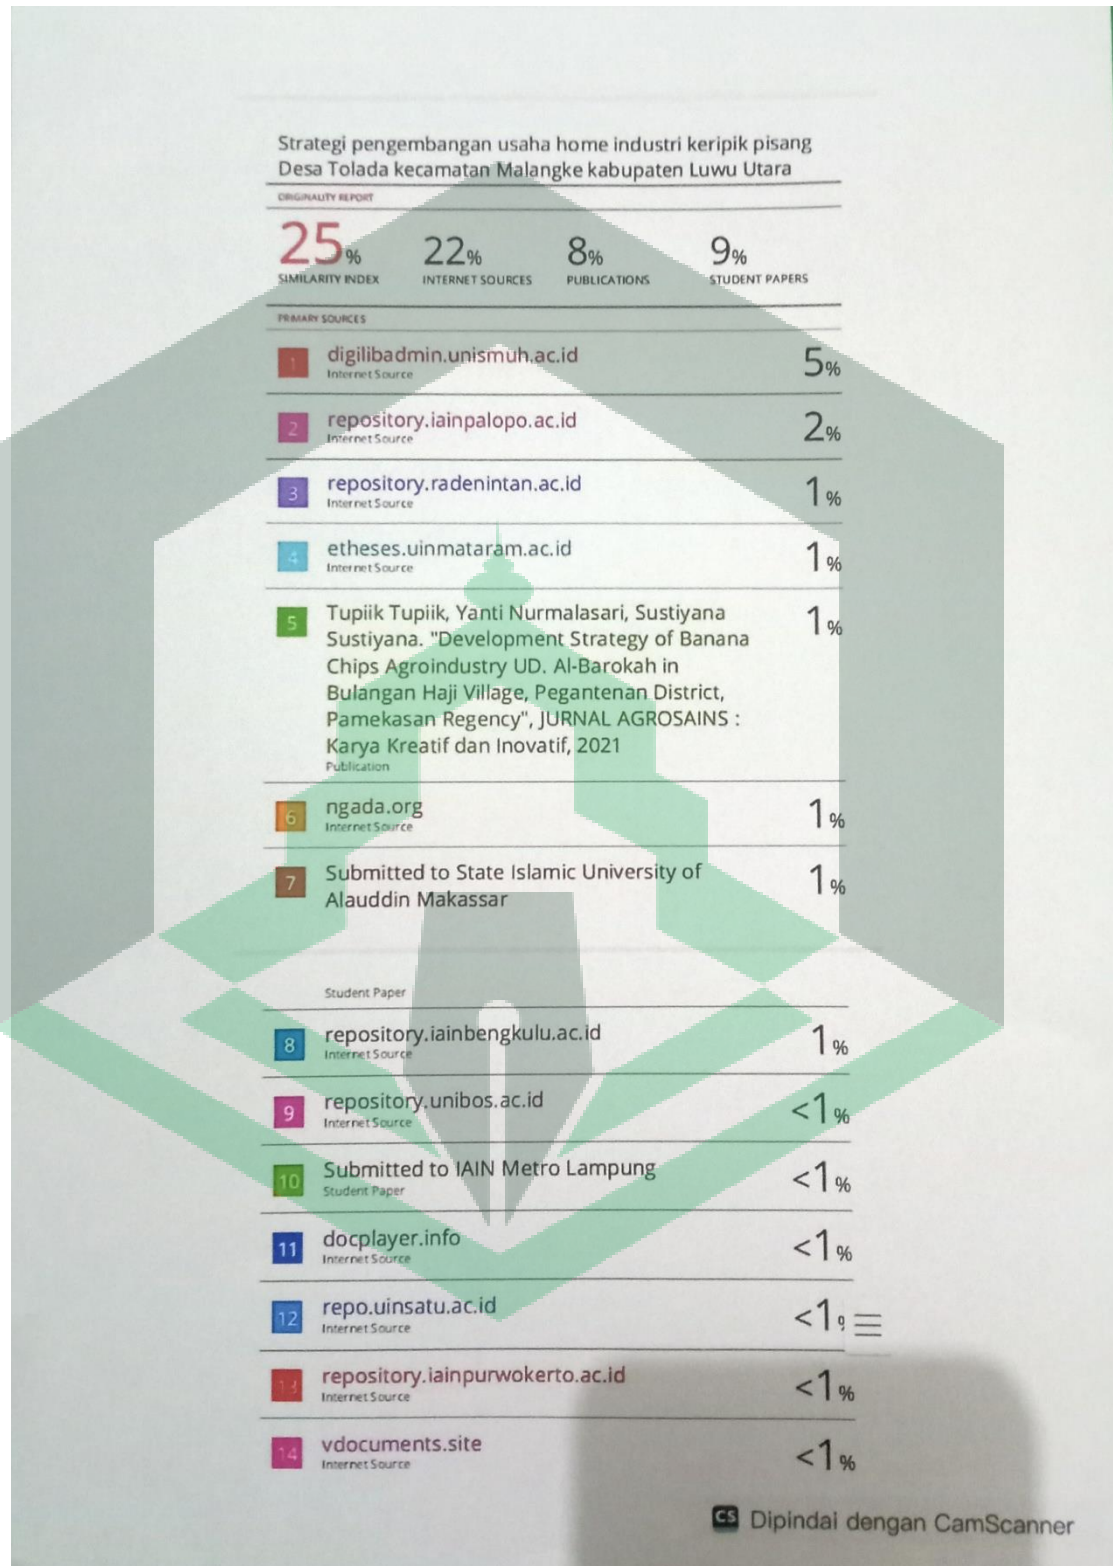 Strategi pengembangan usaha home industri keripik pisang
Desa Tolada kecamatan Malangke kabupaten Luwu Utara
ORIGINALITY REPORT
25%
22%
8%
9%
SIMILARITY INDEX
INTERNET SOURCES
PUBLICATIONS
STUDENT PAPERS
PRIMARY SOURCES
1 digilibadmin.unismuh.ac.id 5%
Internet Source
2 repository.iainpalopo.ac.id 2%
Internet Source
3 repository.radenintan.ac.id 1%
Internet Source
4 etheses.uinmataram.ac.id 1%
Internet Source
5 Tupiik Tupiik, Yanti Nurmalasari, Sustiyana 1%
Sustiyana. "Development Strategy of Banana
Chips Agroindustry UD. Al-Barokah in
Bulangan Haji Village, Pegantenan District,
Pamekasan Regency", JURNAL AGROSAINS :
Karya Kreatif dan Inovatif, 2021
Publication
6 ngada.org 1%
Internet Source
7 Submitted to State Islamic University of 1%
Alauddin Makassar
Student Paper
8 repository.iainbengkulu.ac.id 1%
Internet Source
9 repository.unibos.ac.id <1%
Internet Source
10 Submitted to IAIN Metro Lampung <1%
Student Paper
11 docplayer.info <1%
Internet Source
12 repo.uinsatu.ac.id <1
Internet Source
13 repository.iainpurwokerto.ac.id <1%
Internet Source
14 vdocuments.site <1%
Internet Source
CS Dipindai dengan CamScanner